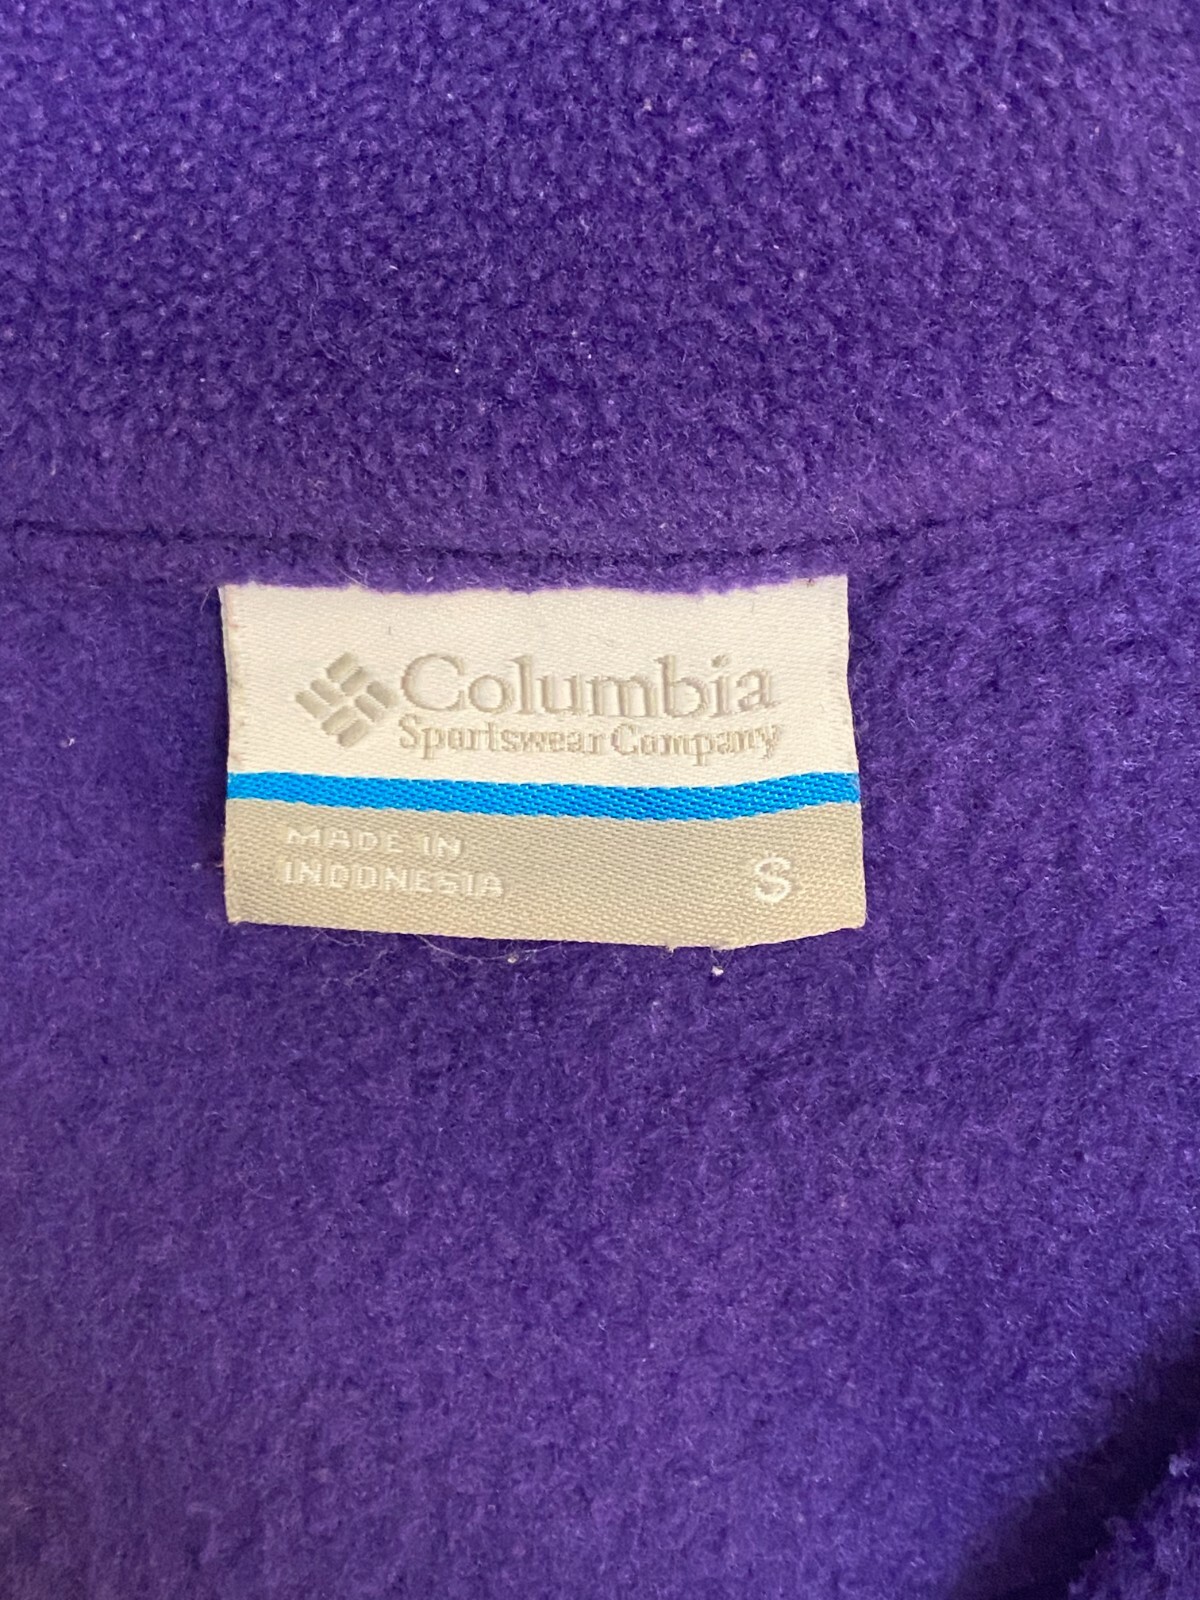 Columbia
Sportswear Company
MADE IN
INDONESIA
S